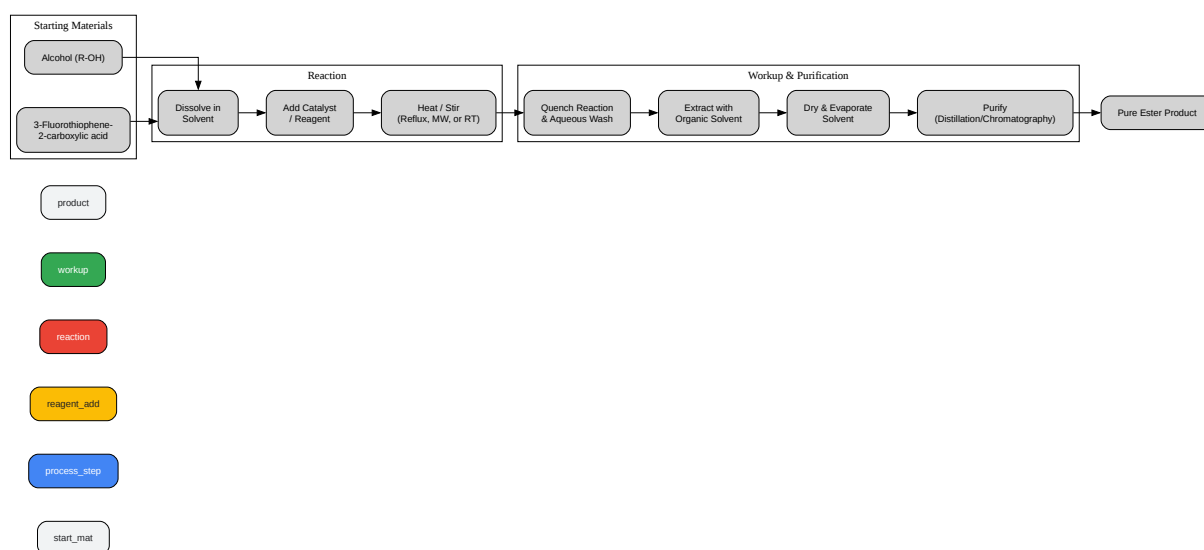 Starting Materials
Alcohol (R-OH)
3-Fluorothiophene-
2-carboxylic acid
Reaction
Dissolve in
Solvent
Add Catalyst
/ Reagent
Heat / Stir
(Reflux, MW, or RT)
Workup & Purification
Quench Reaction
& Aqueous Wash
Extract with
Organic Solvent
Dry & Evaporate
Solvent
Purify
(Distillation/Chromatography)
Pure Ester Product
product
workup
reaction
reagent_add
process_step
start_mat